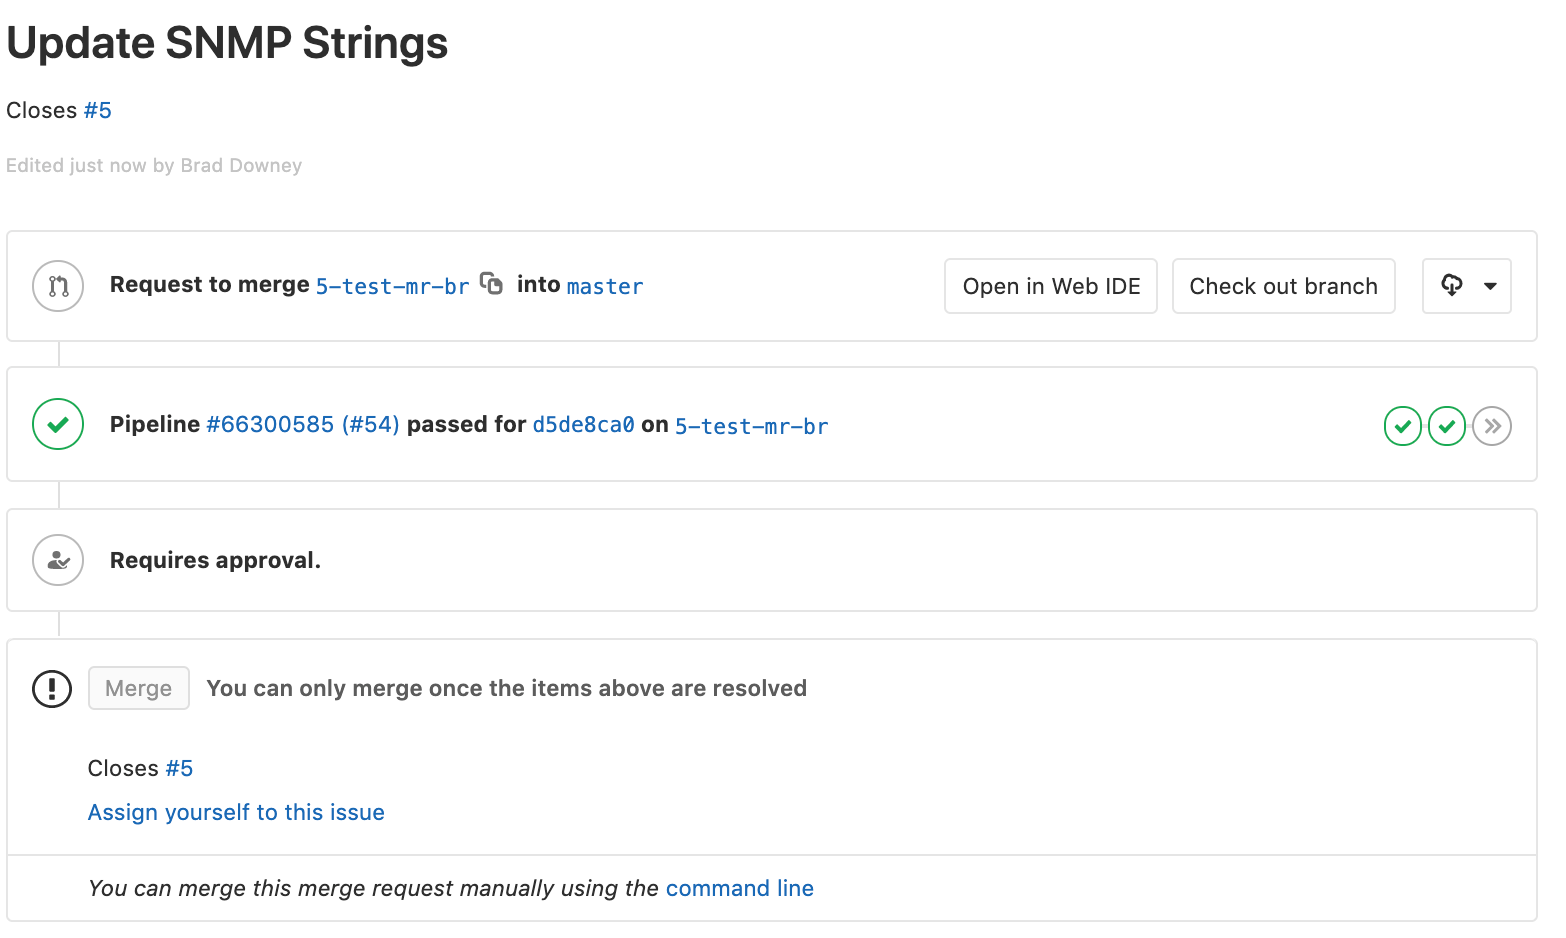 Update SNMP Strings
Closes #5
Edited just now by Brad Downey
Request to merge 5-test-mr-br into master Open in Web IDE Check out branch
Pipeline #66300585 (#54) passed for d5de8ca0 on 5-test-mr-br
Requires approval.
Merge You can only merge once the items above are resolved
Closes #5
Assign yourself to this issue
You can merge this merge request manually using the command line